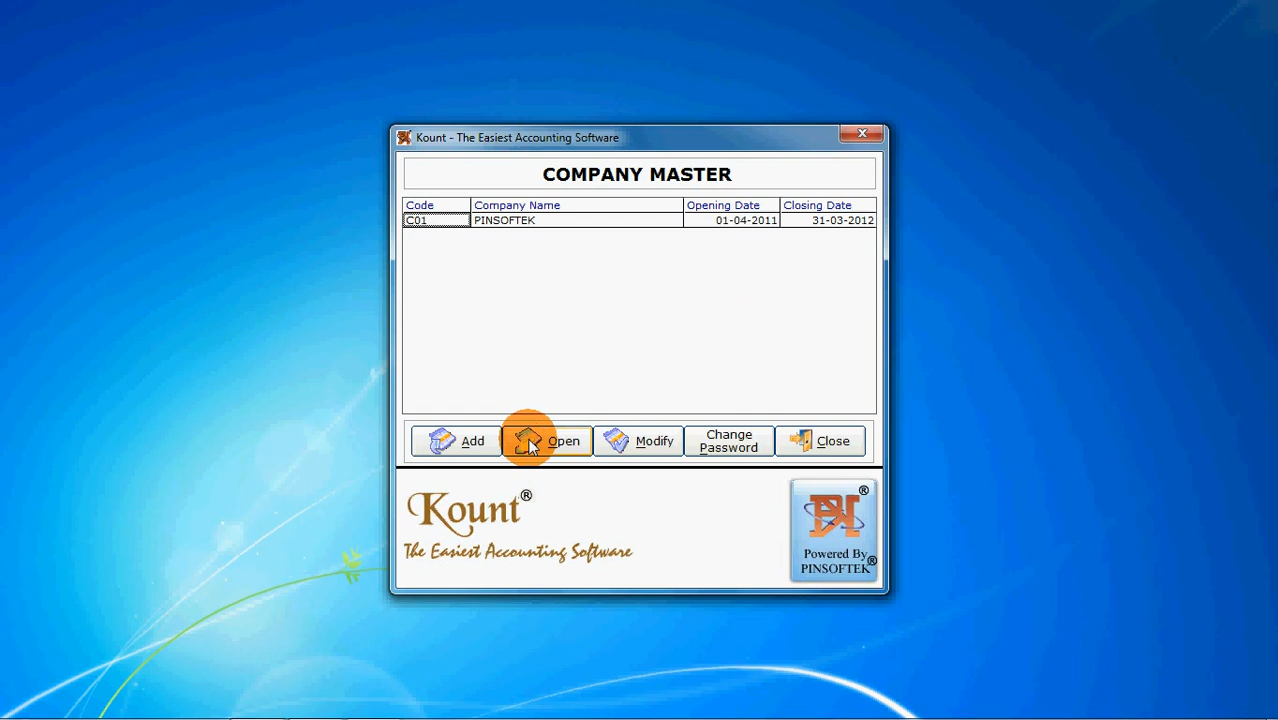 Kount - The Easiest Accounting Software
COMPANY MASTER
Code Company Name Opening Date Closing Date
C01 PINSOFTEK 01-04-2011 31-03-2012
Add Open Modify Change Password Close
Kount®
The Easiest Accounting Software
®
Powered By
PINSOFTEK®